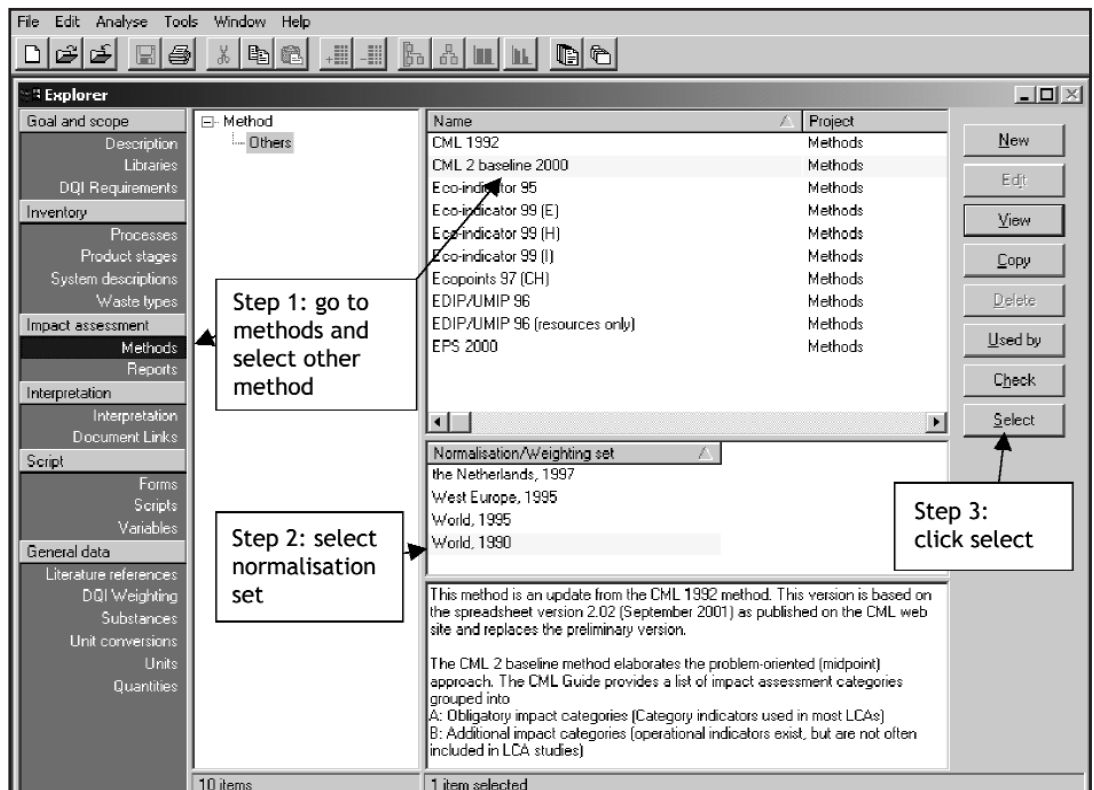 File Edit Analyse Tools Window Help
Explorer
Goal and scope
Description
Libraries
DQI Requirements
Inventory
Processes
Product stages
System descriptions
Waste types
Impact assessment
Methods
Reports
Interpretation
Interpretation
Document Links
Script
Forms
Scripts
Variables
General data
Literature references
DQI Weighting
Substances
Unit conversions
Units
Quantities
Method
Others
Name Project
CML 1992 Methods
CML 2 baseline 2000 Methods
Eco-indicator 95 Methods
Eco-indicator 99 (E) Methods
Eco-indicator 99 (H) Methods
Eco-indicator 99 (I) Methods
Ecopoints 97 (CH) Methods
EDIP/UMIP 96 Methods
EDIP/UMIP 96 (resources only) Methods
EPS 2000 Methods
Normalisation/Weighting set
the Netherlands, 1997
West Europe, 1995
World, 1995
World, 1990
This method is an update from the CML 1992 method. This version is based on
the spreadsheet version 2.02 (September 2001) as published on the CML web
site and replaces the preliminary version.
The CML 2 baseline method elaborates the problem-oriented (midpoint)
approach. The CML Guide provides a list of impact assessment categories
grouped into
A: Obligatory impact categories (Category indicators used in most LCAs)
B: Additional impact categories (operational indicators exist, but are not often
included in LCA studies)
New
Edit
View
Copy
Delete
Used by
Check
Select
Step 1: go to
methods and
select other
method
Step 2: select
normalisation
set
Step 3:
click select
10 items
1 item selected